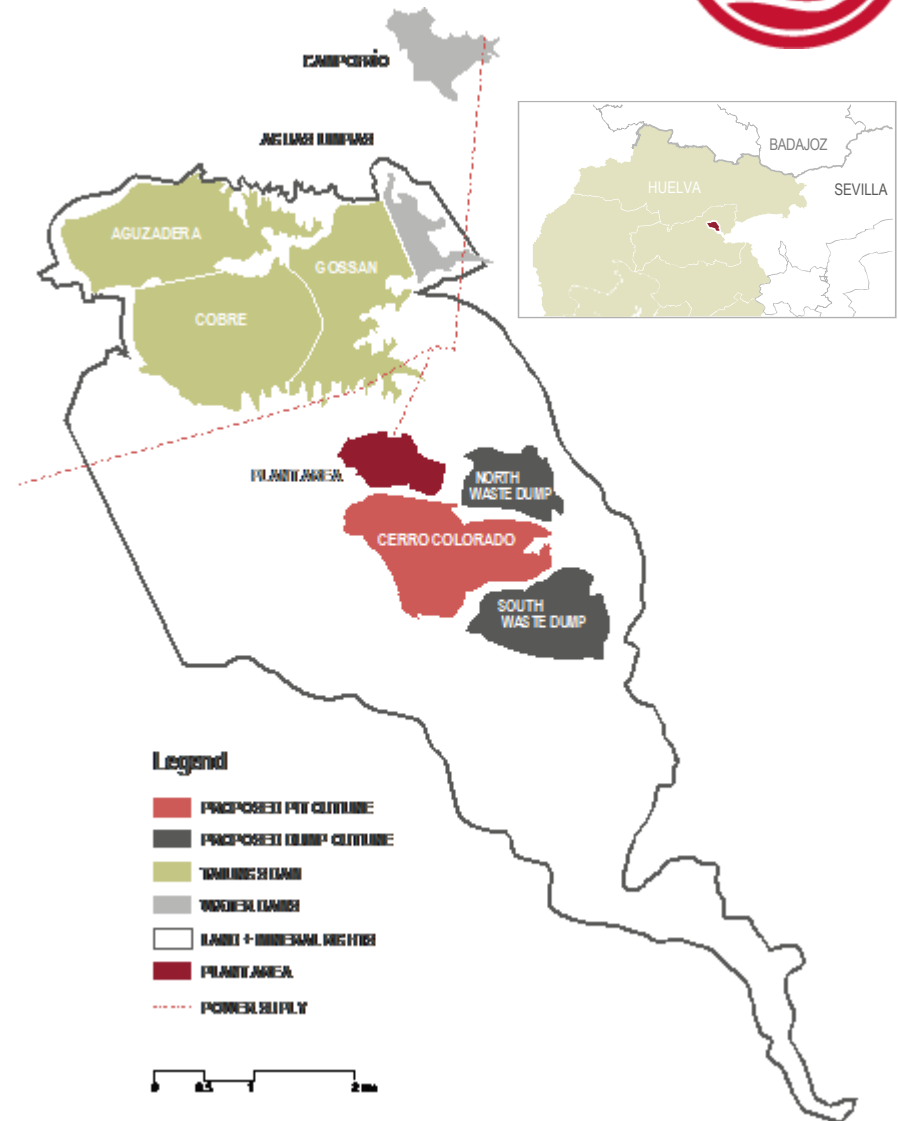 CAMPOFRÍO
AGUAS LIMPIAS
BADAJOZ
HUELVA
SEVILLA
AGUZADERA
GOSSAN
COBRE
PLANT AREA
NORTH
WASTE DUMP
CERRO COLORADO
SOUTH
WASTE DUMP
Legend
PROPOSED PIT OUTLINE
PROPOSED DUMP OUTLINE
TAILINGS DAM
WATER DAMS
LAND + MINERAL RIGHTS
PLANT AREA
POWER SUPLY
0 0.5 1 2 km